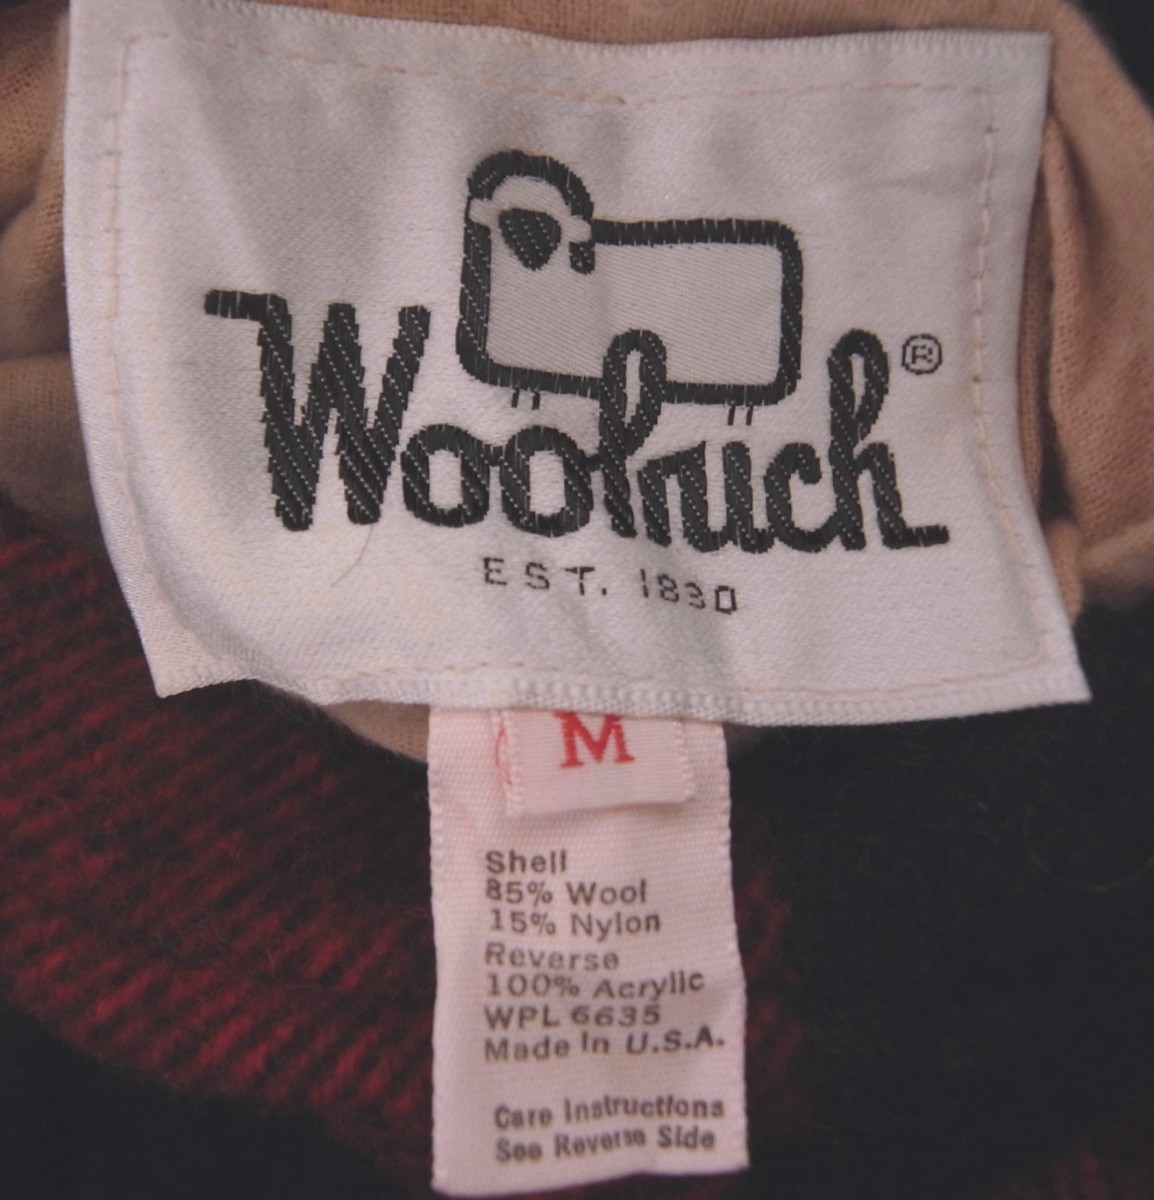 Woolrich®
EST. 1830
M
Shell
85% Wool
15% Nylon
Reverse
100% Acrylic
WPL 6635
Made In U.S.A.
Care Instructions
See Reverse Side